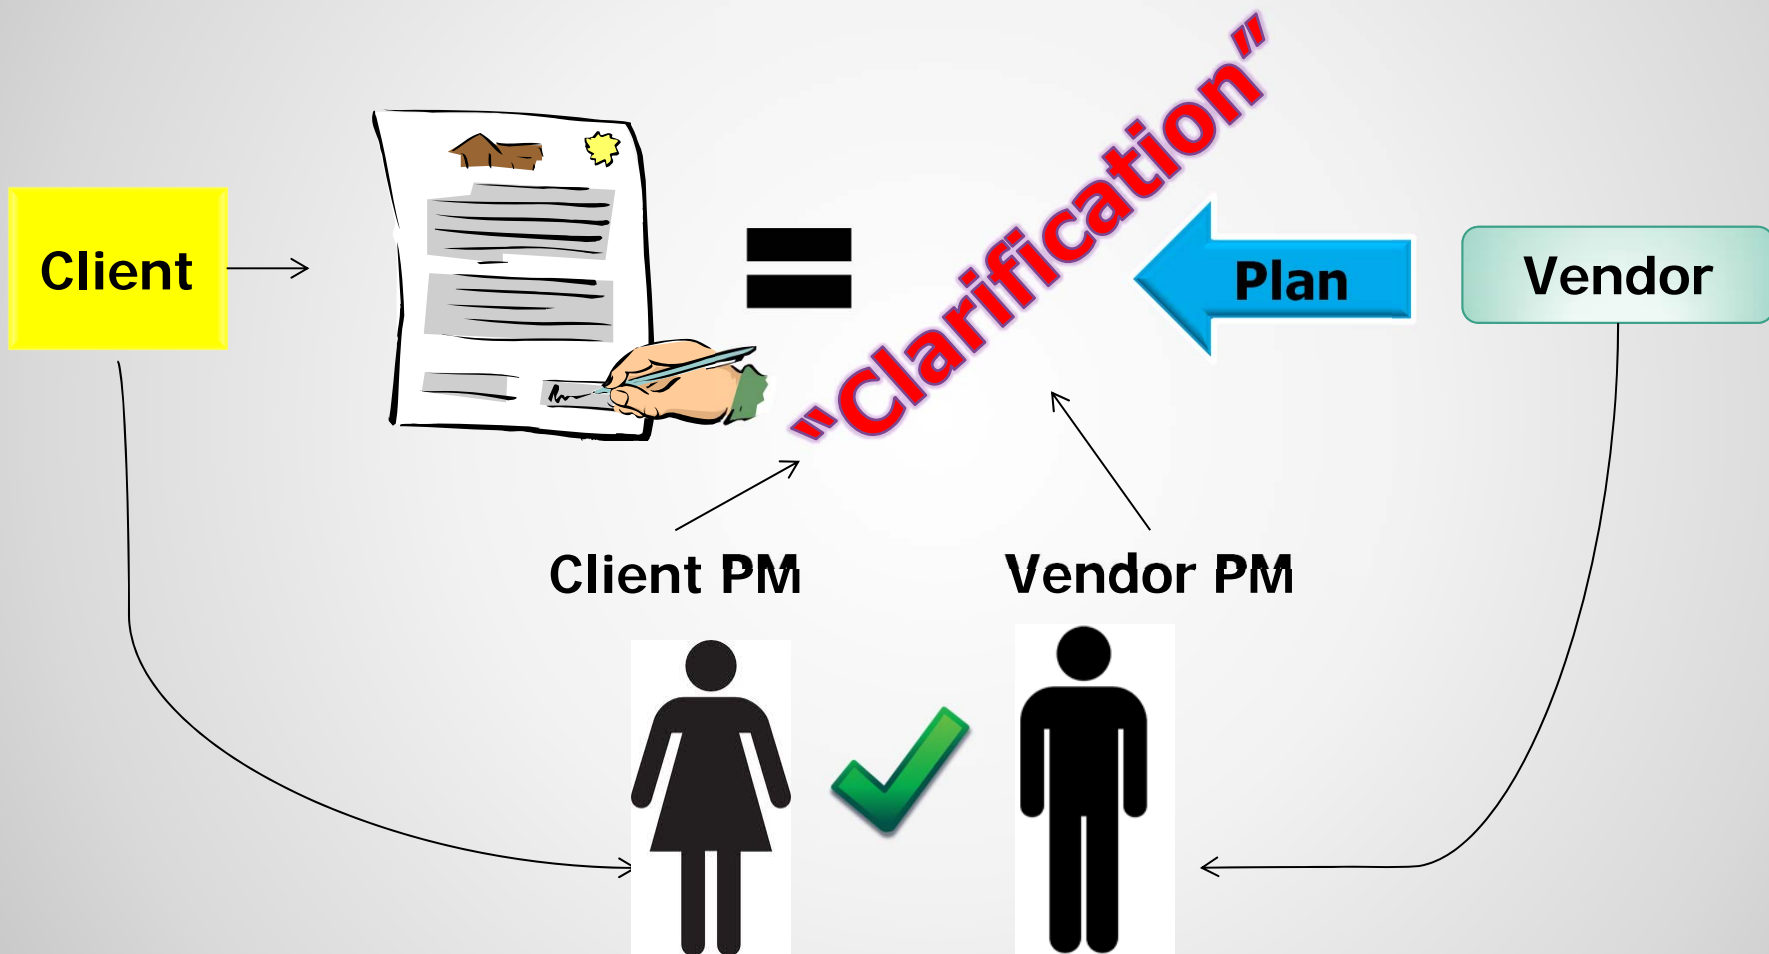 “Clarification”
Client
Plan
Vendor
Client PM
Vendor PM